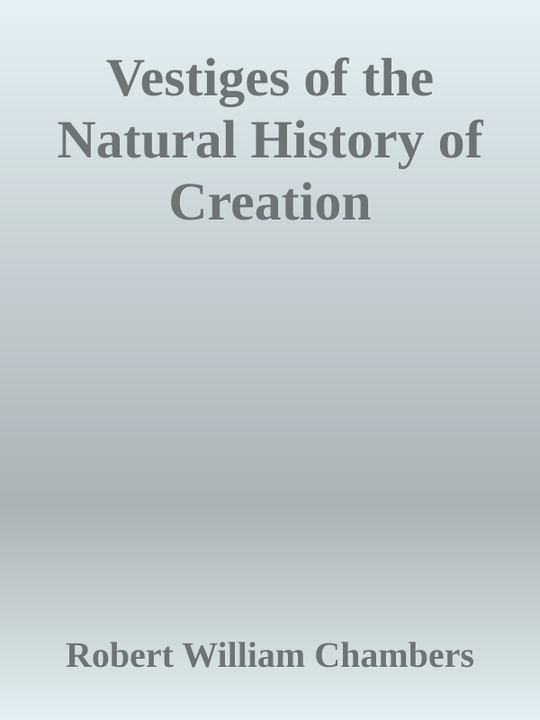 Vestiges of the
Natural History of
Creation
Robert William Chambers